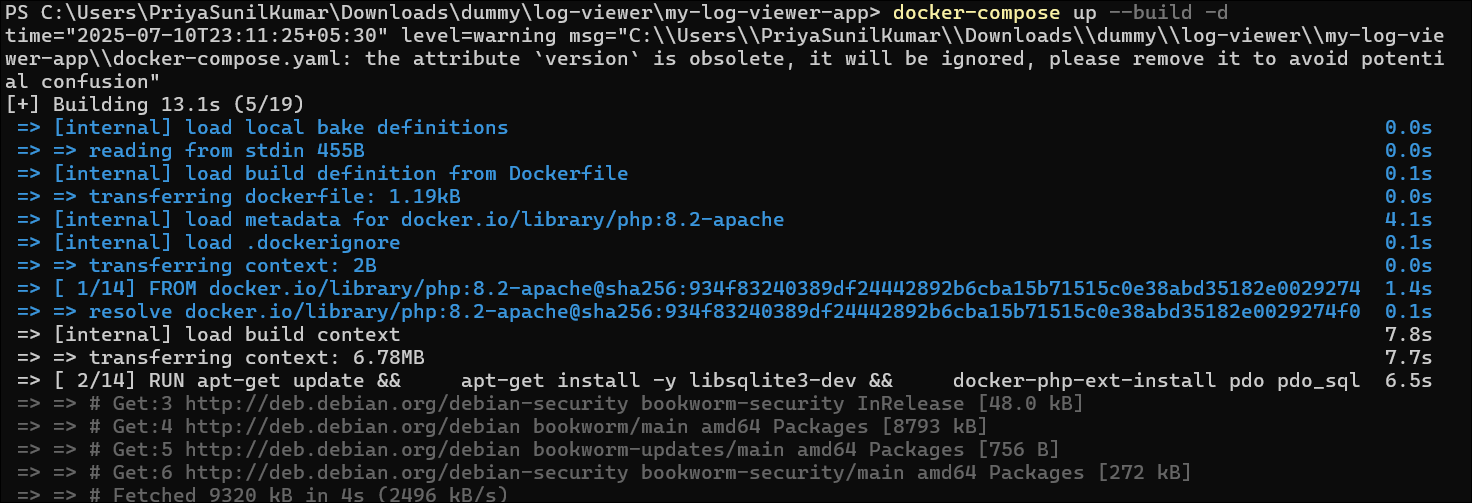 PS C:\Users\PriyaSunilKumar\Downloads\dummy\log-viewer\my-log-viewer-app> docker-compose up --build -d
time="2025-07-10T23:11:25+05:30" level=warning msg="C:\\Users\\PriyaSunilKumar\\Downloads\\dummy\\log-viewer\\my-log-vie
wer-app\\docker-compose.yaml: the attribute `version` is obsolete, it will be ignored, please remove it to avoid potenti
al confusion"
[+] Building 13.1s (5/19)
=> [internal] load local bake definitions 0.0s
=> => reading from stdin 455B 0.0s
=> [internal] load build definition from Dockerfile 0.1s
=> => transferring dockerfile: 1.19kB 0.0s
=> [internal] load metadata for docker.io/library/php:8.2-apache 4.1s
=> [internal] load .dockerignore 0.1s
=> => transferring context: 2B 0.0s
=> [ 1/14] FROM docker.io/library/php:8.2-apache@sha256:934f83240389df24442892b6cba15b71515c0e38abd35182e0029274 1.4s
=> => resolve docker.io/library/php:8.2-apache@sha256:934f83240389df24442892b6cba15b71515c0e38abd35182e0029274f0 0.1s
=> [internal] load build context 7.8s
=> => transferring context: 6.78MB 7.7s
=> [ 2/14] RUN apt-get update &&     apt-get install -y libsqlite3-dev &&     docker-php-ext-install pdo pdo_sql 6.5s
=> => # Get:3 http://deb.debian.org/debian-security bookworm-security InRelease [48.0 kB]
=> => # Get:4 http://deb.debian.org/debian bookworm/main amd64 Packages [8793 kB]
=> => # Get:5 http://deb.debian.org/debian bookworm-updates/main amd64 Packages [756 B]
=> => # Get:6 http://deb.debian.org/debian-security bookworm-security/main amd64 Packages [272 kB]
=> => # Fetched 9320 kB in 4s (2496 kB/s)